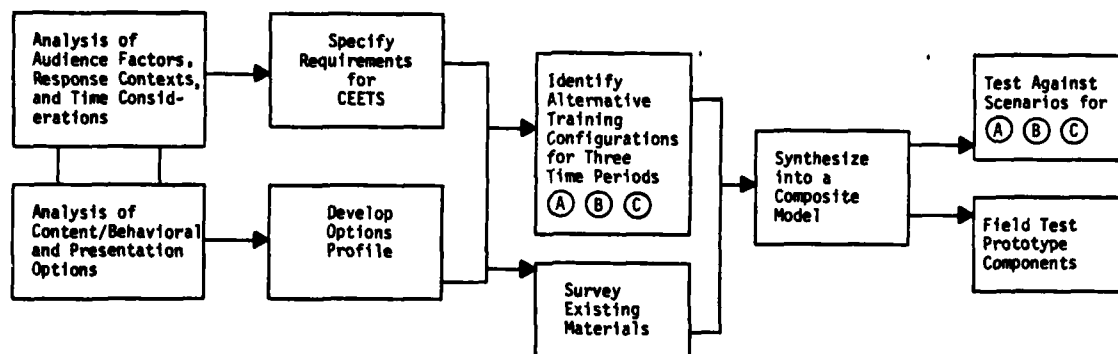 Analysis of
Audience Factors,
Response Contexts,
and Time Consid-
erations
Specify
Requirements
for
CEETS
Identify
Alternative
Training
Configurations
for Three
Time Periods
A B C
Test Against
Scenarios for
A B C
Synthesize
into a
Composite
Model
Analysis of
Content/Behavioral
and Presentation
Options
Develop
Options
Profile
Survey
Existing
Materials
Field Test
Prototype
Components